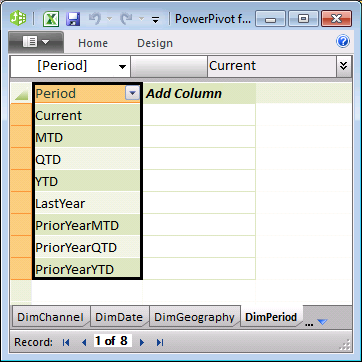 PowerPivot f...
Home Design
[Period] Current
Period Add Column
Current
MTD
QTD
YTD
LastYear
PriorYearMTD
PriorYearQTD
PriorYearYTD
DimChannel DimDate DimGeography DimPeriod ...
Record: 1 of 8